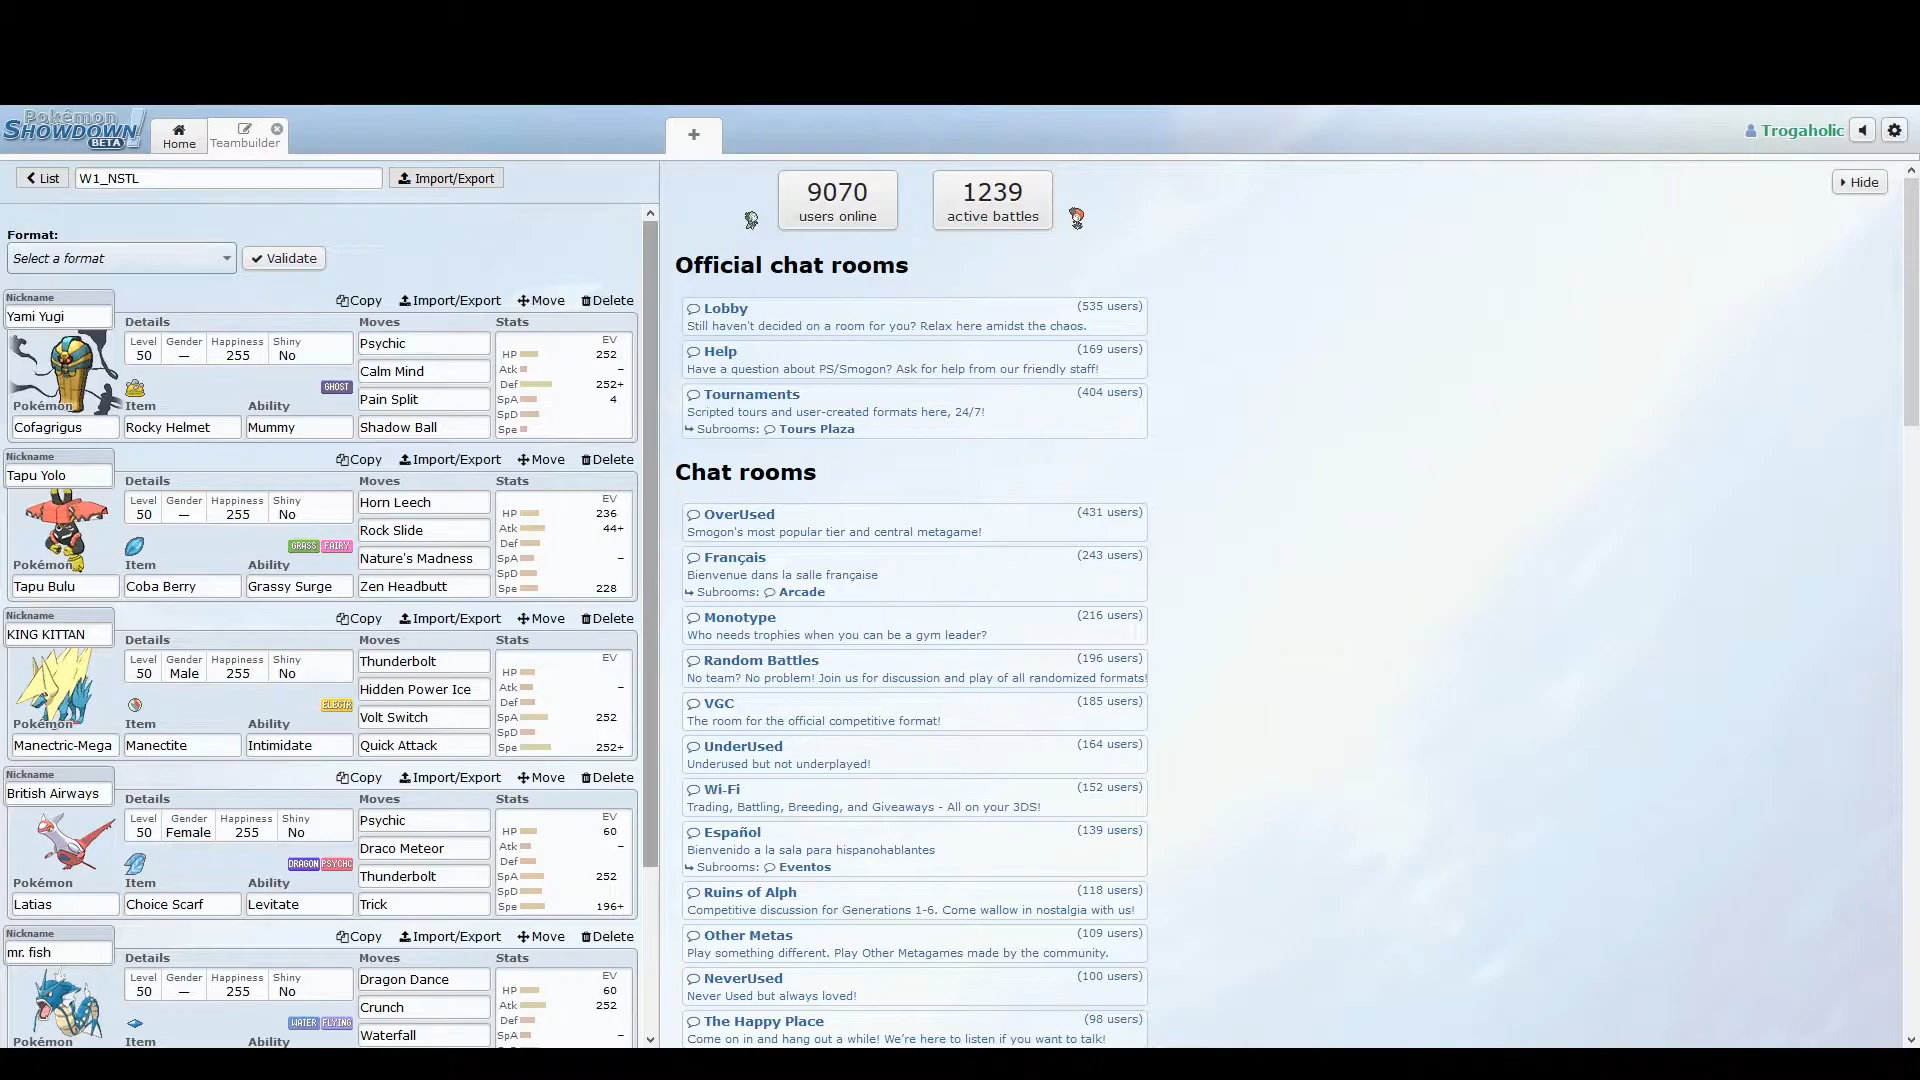 Pokémon
SHOWDOWN!
BETA
Home
Teambuilder
+
Trogaholic
List
W1_NSTL
Import/Export
Format:
Select a format
Validate
Nickname
Yami Yugi
Copy Import/Export Move Delete
Details Moves Stats
Level Gender Happiness Shiny
50 — 255 No
GHOST
Pokémon Item Ability
Cofagrigus Rocky Helmet Mummy
Psychic
Calm Mind
Pain Split
Shadow Ball
EV
HP 252
Atk –
Def 252+
SpA 4
SpD
Spe
Nickname
Tapu Yolo
Copy Import/Export Move Delete
Details Moves Stats
Level Gender Happiness Shiny
50 — 255 No
GRASS FAIRY
Pokémon Item Ability
Tapu Bulu Coba Berry Grassy Surge
Horn Leech
Rock Slide
Nature's Madness
Zen Headbutt
EV
HP 236
Atk 44+
Def
SpA –
SpD
Spe 228
Nickname
KING KITTAN
Copy Import/Export Move Delete
Details Moves Stats
Level Gender Happiness Shiny
50 Male 255 No
ELECTR
Pokémon Item Ability
Manectric-Mega Manectite Intimidate
Thunderbolt
Hidden Power Ice
Volt Switch
Quick Attack
EV
HP
Atk –
Def
SpA 252
SpD
Spe 252+
Nickname
British Airways
Copy Import/Export Move Delete
Details Moves Stats
Level Gender Happiness Shiny
50 Female 255 No
DRAGON PSYCHC
Pokémon Item Ability
Latias Choice Scarf Levitate
Psychic
Draco Meteor
Thunderbolt
Trick
EV
HP 60
Atk –
Def
SpA 252
SpD
Spe 196+
Nickname
mr. fish
Copy Import/Export Move Delete
Details Moves Stats
Level Gender Happiness Shiny
50 — 255 No
WATER FLYING
Pokémon Item Ability
Dragon Dance
Crunch
Waterfall
EV
HP 60
Atk 252
Def
SpA –
9070
users online
1239
active battles
Hide
Official chat rooms
Lobby (535 users)
Still haven't decided on a room for you? Relax here amidst the chaos.
Help (169 users)
Have a question about PS/Smogon? Ask for help from our friendly staff!
Tournaments (404 users)
Scripted tours and user-created formats here, 24/7!
Subrooms: Tours Plaza
Chat rooms
OverUsed (431 users)
Smogon's most popular tier and central metagame!
Français (243 users)
Bienvenue dans la salle française
Subrooms: Arcade
Monotype (216 users)
Who needs trophies when you can be a gym leader?
Random Battles (196 users)
No team? No problem! Join us for discussion and play of all randomized formats!
VGC (185 users)
The room for the official competitive format!
UnderUsed (164 users)
Underused but not underplayed!
Wi-Fi (152 users)
Trading, Battling, Breeding, and Giveaways - All on your 3DS!
Español (139 users)
Bienvenido a la sala para hispanohablantes
Subrooms: Eventos
Ruins of Alph (118 users)
Competitive discussion for Generations 1-6. Come wallow in nostalgia with us!
Other Metas (109 users)
Play something different. Play Other Metagames made by the community.
NeverUsed (100 users)
Never Used but always loved!
The Happy Place (98 users)
Come on in and hang out a while! We're here to listen if you want to talk!